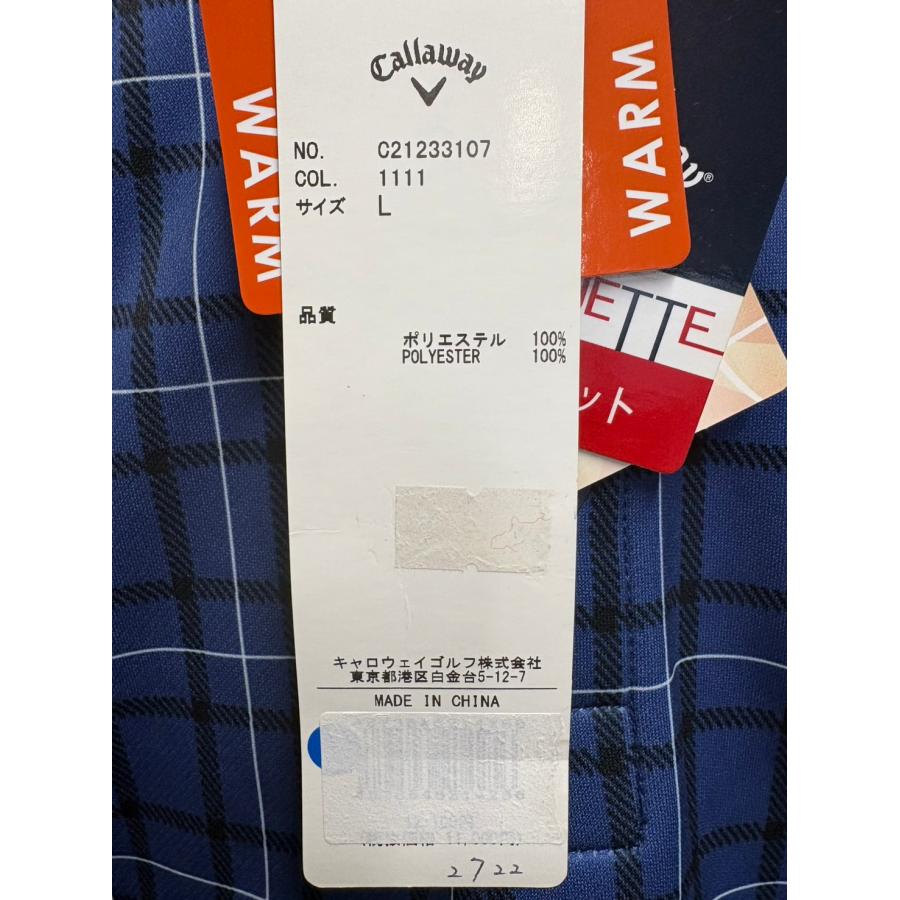 Callaway
NO. C21233107
COL. 1111
サイズ L
品質
ポリエステル 100%
POLYESTER 100%
キャロウェイゴルフ株式会社
東京都港区白金台5-12-7
MADE IN CHINA
2722
WARM
WARM
ETTE
ット